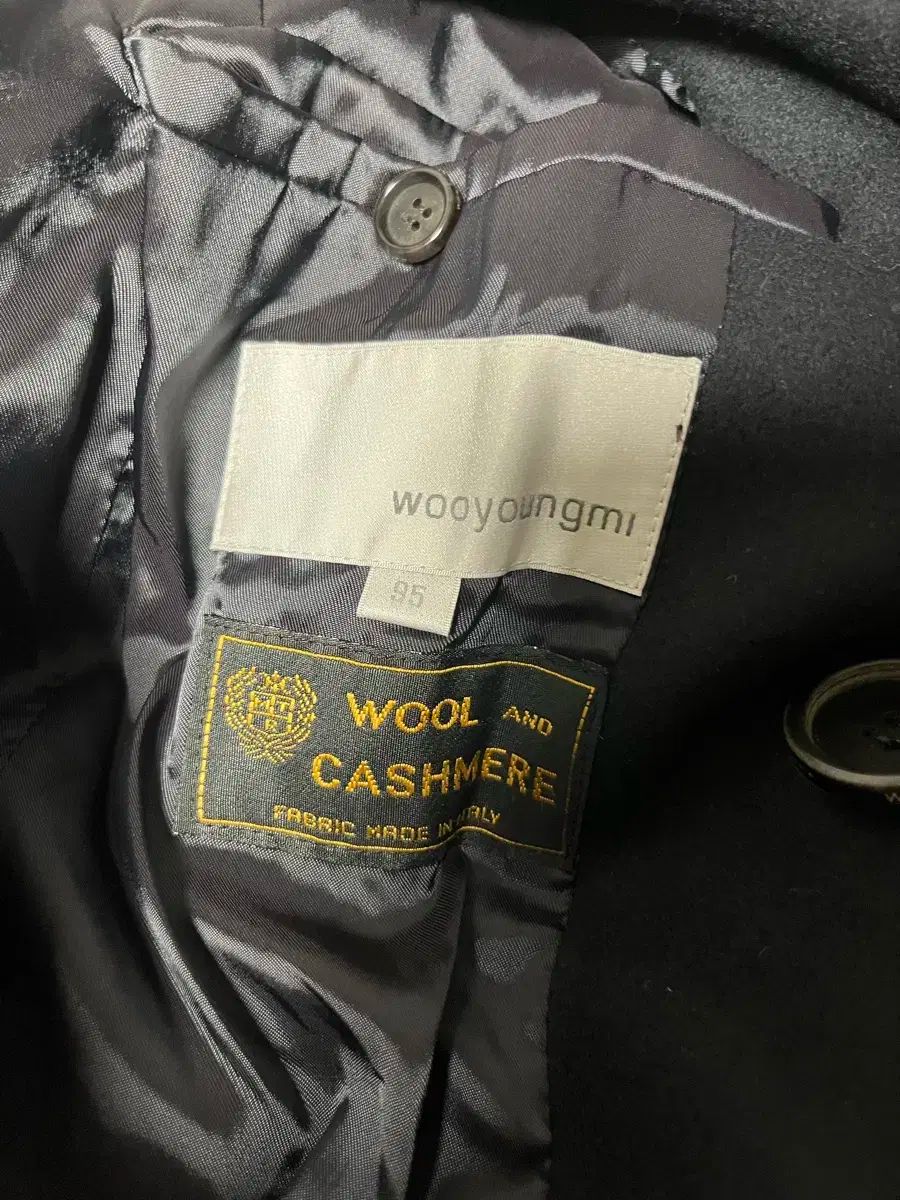 wooyoungmi
95
WOOL AND
CASHMERE
FABRIC MADE IN ITALY